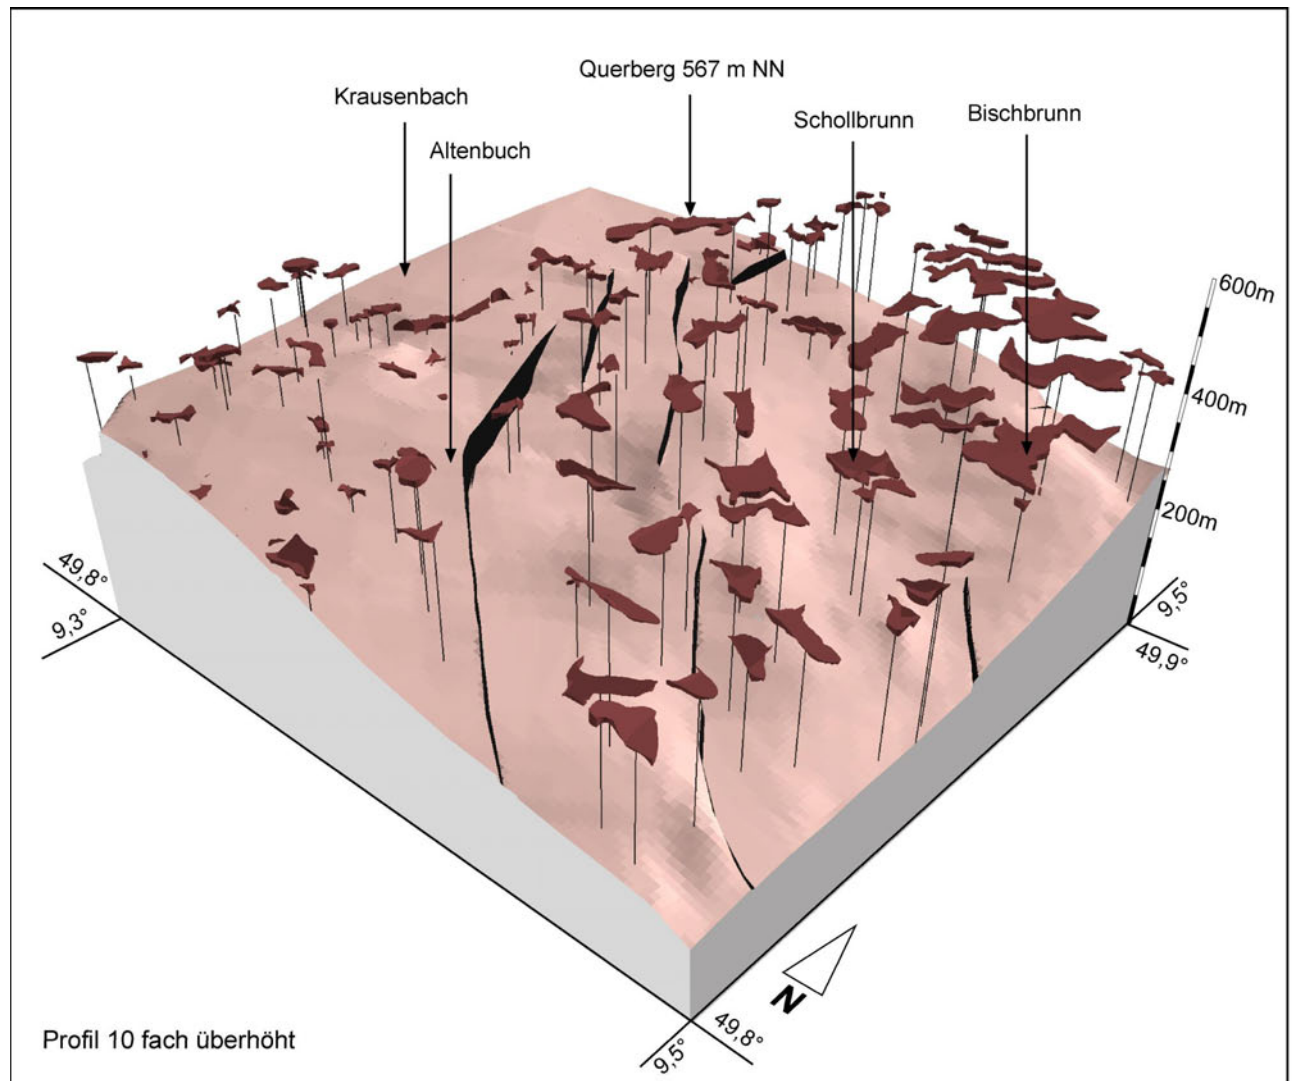 Querberg 567 m NN
Krausenbach
Schollbrunn
Bischbrunn
Altenbuch
600m
400m
200m
49,8°
9,3°
9,5°
49,9°
N
49,8°
9,5°
Profil 10 fach überhöht